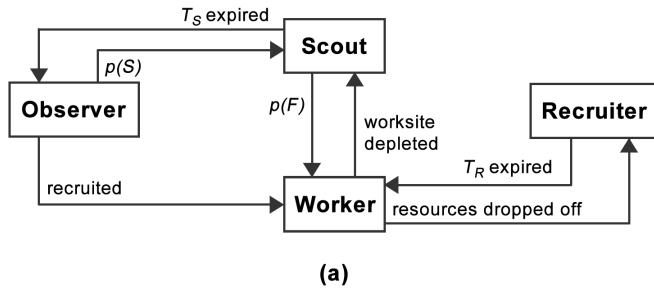 T_S expired
Scout
p(S)
Observer
p(F)
worksite
depleted
Recruiter
T_R expired
recruited
Worker
resources dropped off
(a)